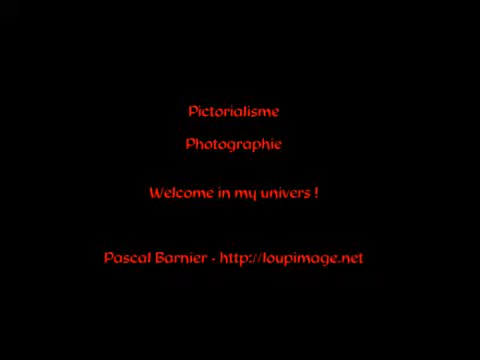 Pictorialisme
Photographie
Welcome in my univers !
Pascal Barnier - http://loupimage.net